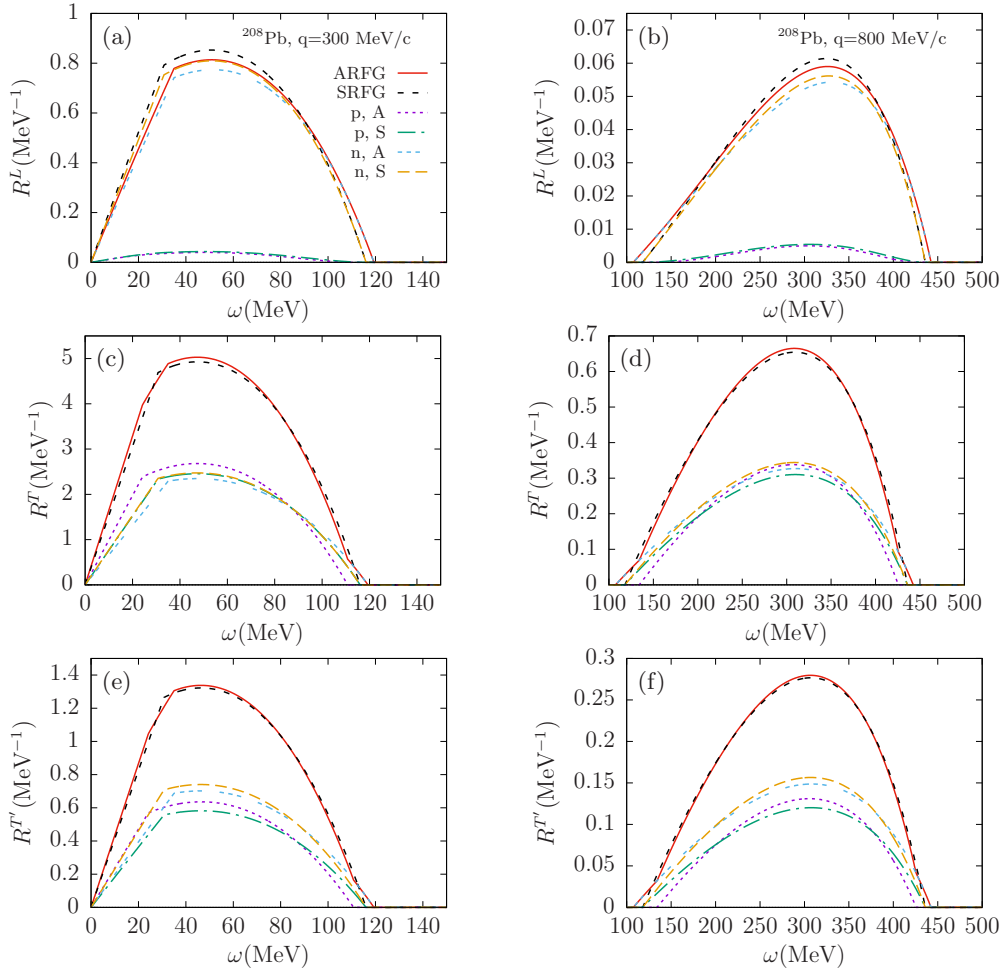 (a)
²⁰⁸Pb, q=300 MeV/c
ARFG
SRFG
p, A
p, S
n, A
n, S
R^L(MeV⁻¹)
1
0.8
0.6
0.4
0.2
0
0 20 40 60 80 100 120 140
ω(MeV)
(b)
²⁰⁸Pb, q=800 MeV/c
R^L(MeV⁻¹)
0.07
0.06
0.05
0.04
0.03
0.02
0.01
0
100 150 200 250 300 350 400 450 500
ω(MeV)
(c)
R^T(MeV⁻¹)
5
4
3
2
1
0
0 20 40 60 80 100 120 140
ω(MeV)
(d)
R^T(MeV⁻¹)
0.7
0.6
0.5
0.4
0.3
0.2
0.1
0
100 150 200 250 300 350 400 450 500
ω(MeV)
(e)
R^T′(MeV⁻¹)
1.4
1.2
1
0.8
0.6
0.4
0.2
0
0 20 40 60 80 100 120 140
ω(MeV)
(f)
R^T′(MeV⁻¹)
0.3
0.25
0.2
0.15
0.1
0.05
0
100 150 200 250 300 350 400 450 500
ω(MeV)